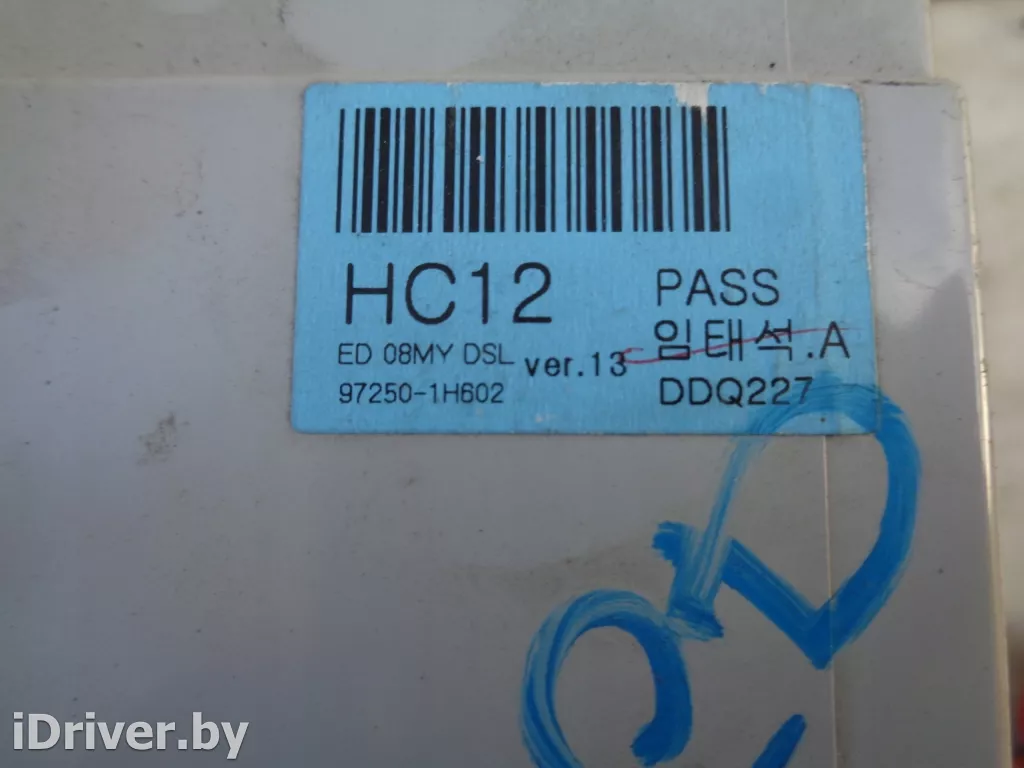 HC12
PASS
ED 08MY DSL ver.13
임태석.A
97250-1H602
DDQ227
iDriver.by